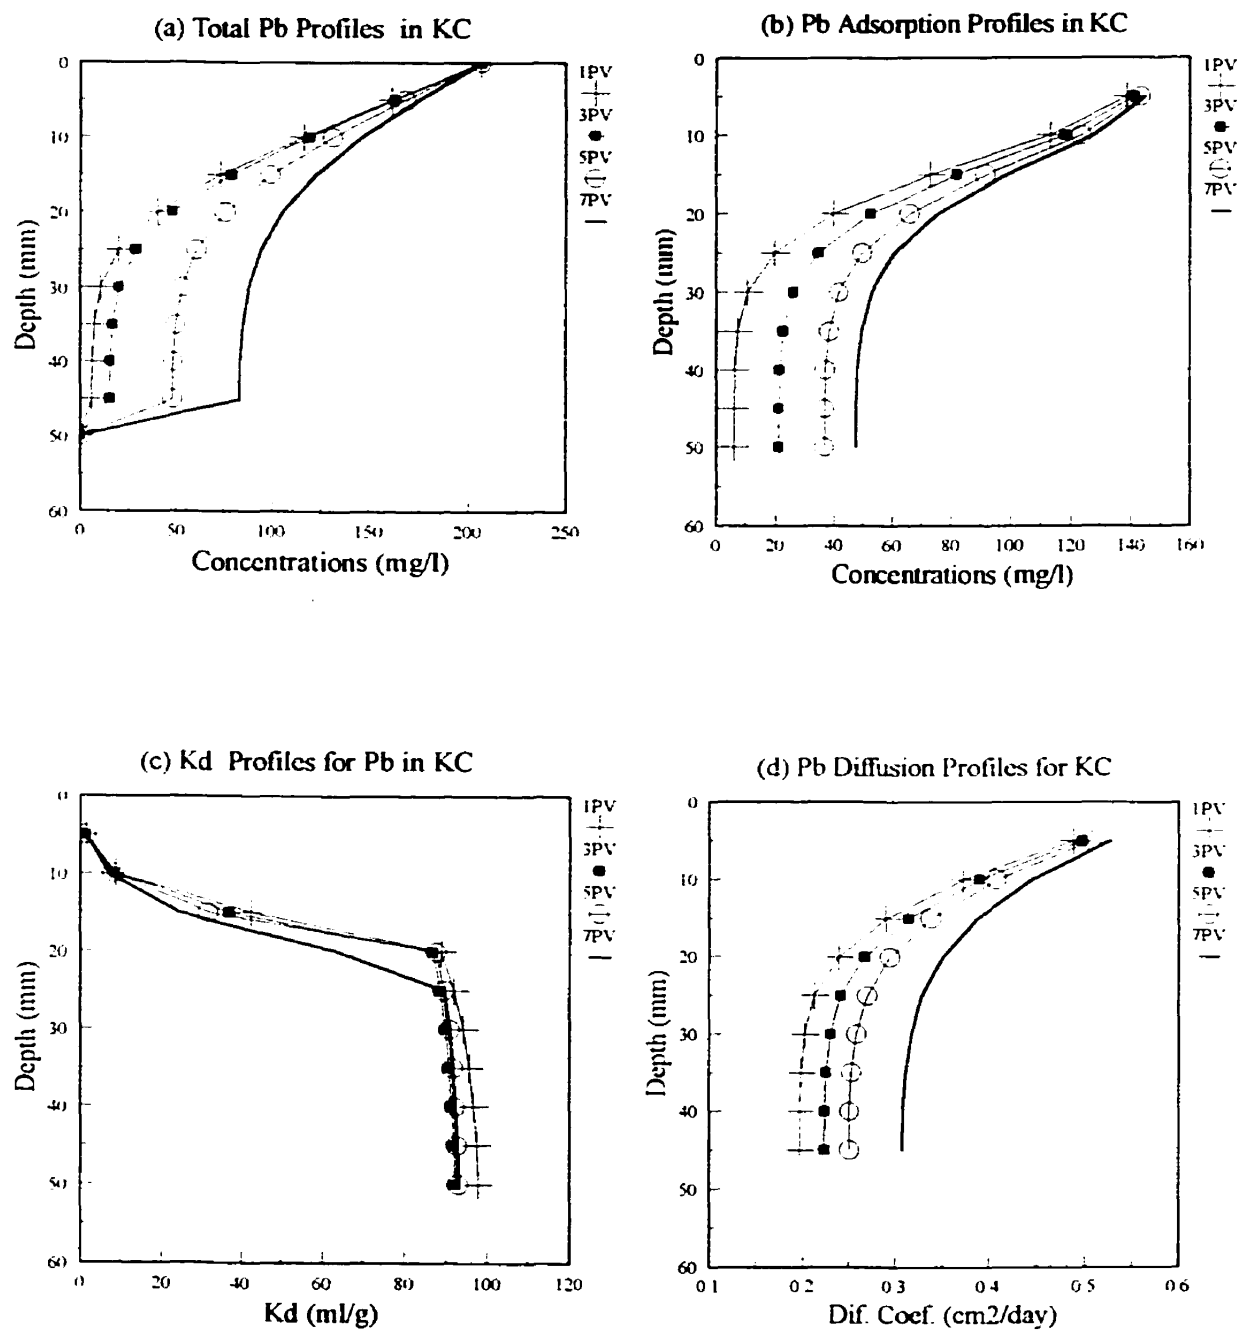 (a) Total Pb Profiles in KC
0
10
20
30
40
50
60
Depth (mm)
0 50 100 150 200 250
Concentrations (mg/l)
1PV
3PV
5PV
7PV
(b) Pb Adsorption Profiles in KC
0
10
20
30
40
50
60
Depth (mm)
0 20 40 60 80 100 120 140 160
Concentrations (mg/l)
1PV
3PV
5PV
7PV
(c) Kd Profiles for Pb in KC
0
10
20
30
40
50
60
Depth (mm)
0 20 40 60 80 100 120
Kd (ml/g)
1PV
3PV
5PV
7PV
(d) Pb Diffusion Profiles for KC
0
10
20
30
40
50
60
Depth (mm)
0.1 0.2 0.3 0.4 0.5 0.6
Dif. Coef. (cm2/day)
1PV
3PV
5PV
7PV